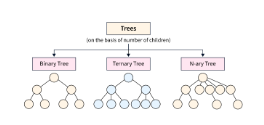 Trees
(on the basis of number of children)
Binary Tree
Ternary Tree
N-ary Tree